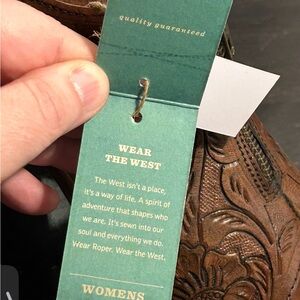 quality guaranteed
WEAR
THE WEST
The West isn't a place,
it's a way of life. A spirit of
adventure that shapes who
we are. It's sewn into our
soul and everything we do.
Wear Roper. Wear the West.
WOMENS